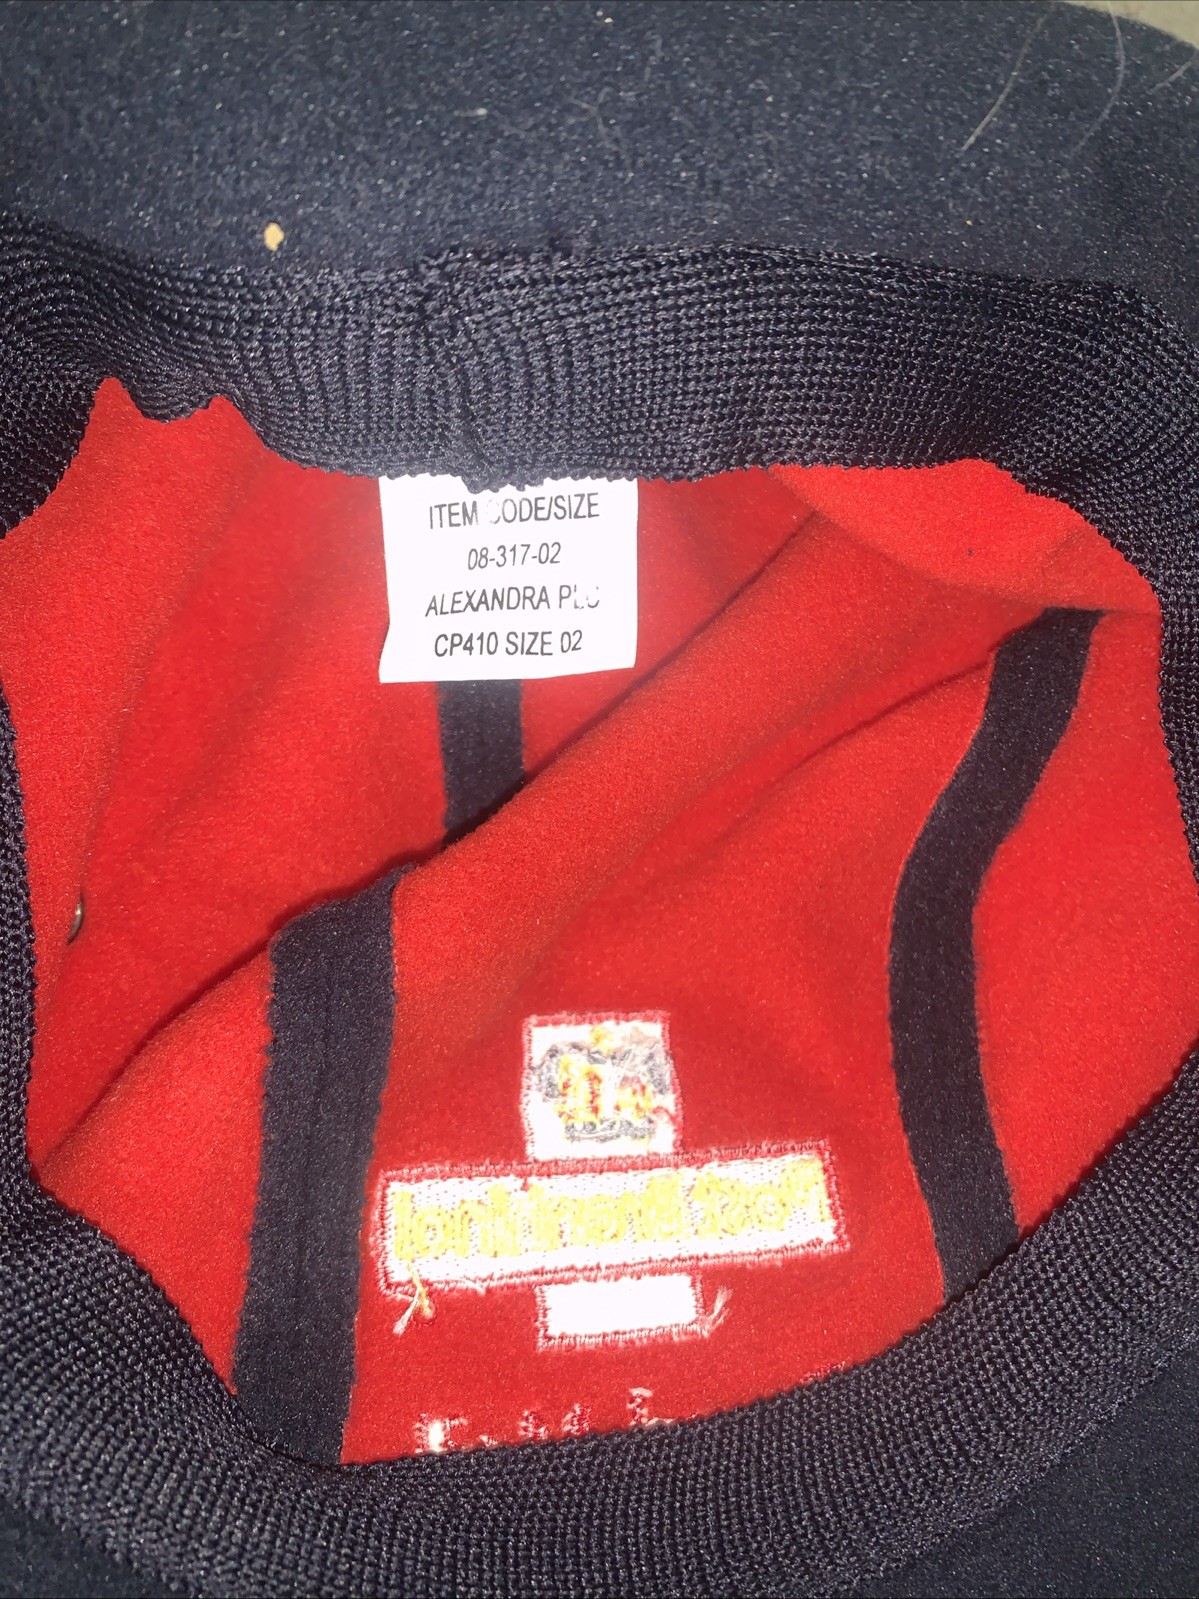 ITEM CODE/SIZE
08-317-02
ALEXANDRA PLC
CP410 SIZE 02